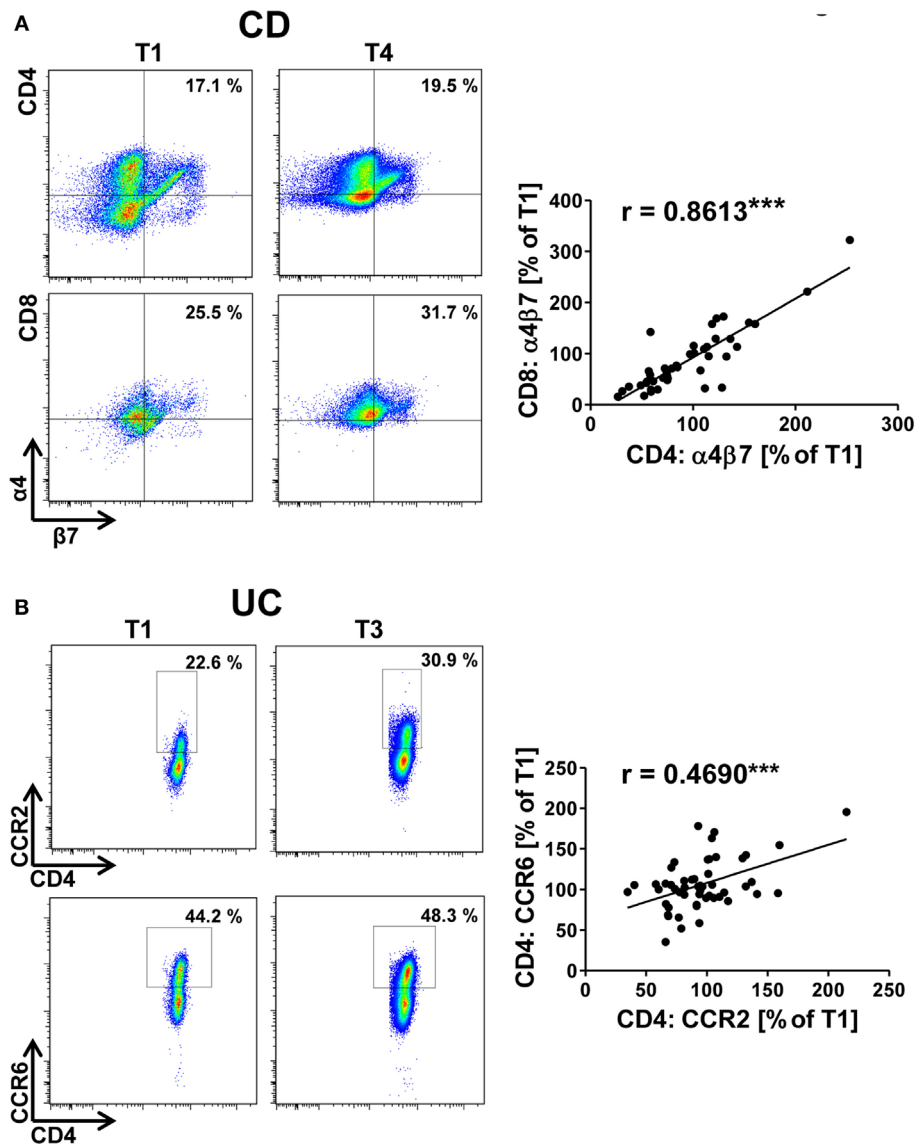 A
CD
T1
T4
CD4
17.1 %
19.5 %
CD8
25.5 %
31.7 %
α4
β7
r = 0.8613***
CD8: α4β7 [% of T1]
400
300
200
100
0
0 100 200 300
CD4: α4β7 [% of T1]
B
UC
T1
T3
22.6 %
30.9 %
CCR2
CD4
44.2 %
48.3 %
CCR6
CD4
r = 0.4690***
CD4: CCR6 [% of T1]
250
200
150
100
50
0
0 50 100 150 200 250
CD4: CCR2 [% of T1]